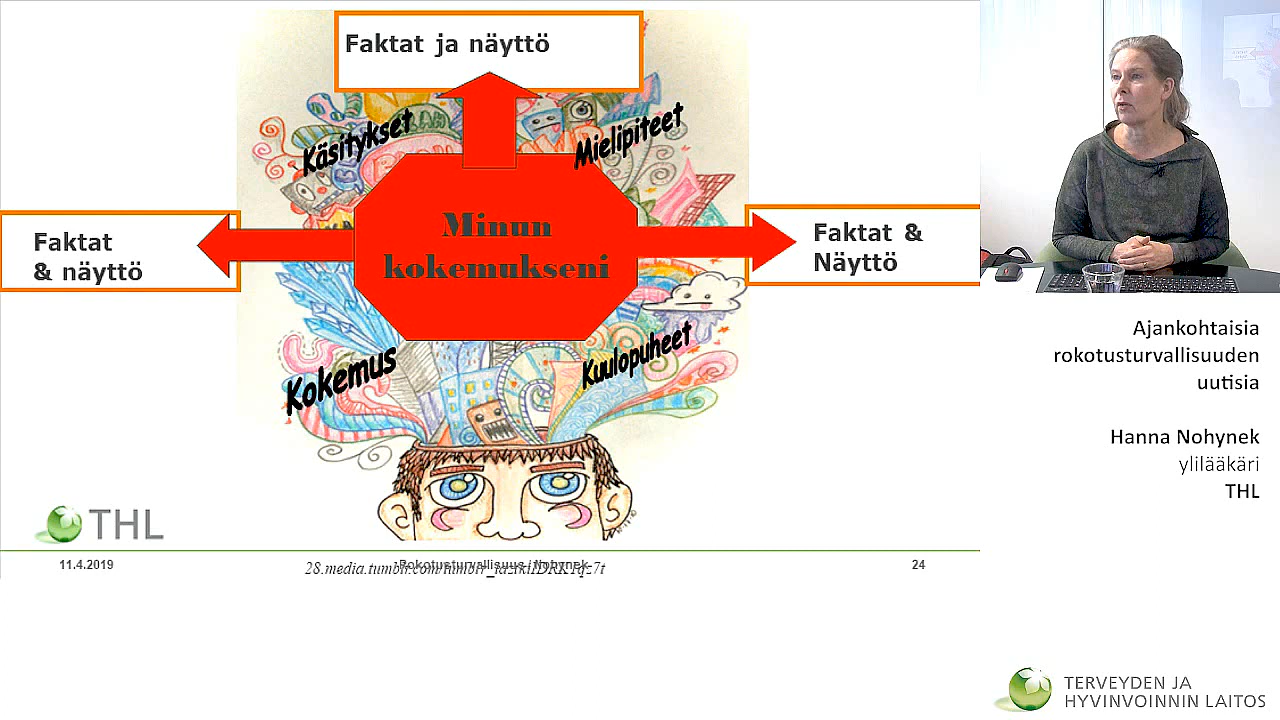 Faktat ja näyttö
Käsitykset
Mielipiteet
Minun
kokemukseni
Faktat
& näyttö
Faktat &
Näyttö
Kokemus
Kuulopuheet
THL
11.4.2019
Rokotusturvallisuus Nohynek
24
Ajankohtaisia
rokotusturvallisuuden
uutisia
Hanna Nohynek
ylilääkäri
THL
TERVEYDEN JA
HYVINVOINNIN LAITOS